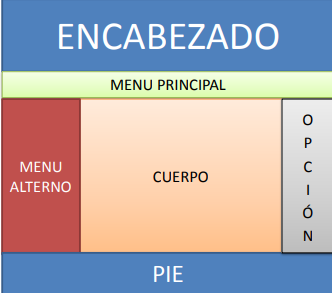 ENCABEZADO
MENU PRINCIPAL
MENU
ALTERNO
CUERPO
O
P
C
I
Ó
N
PIE